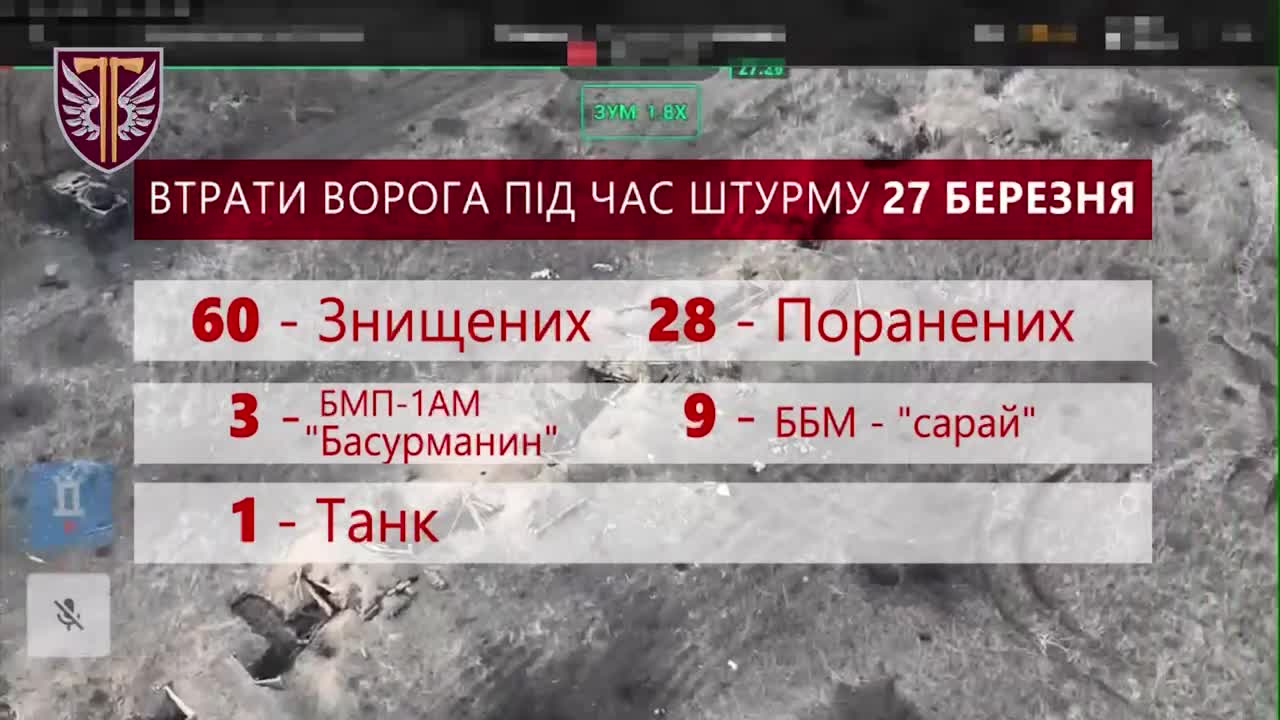 ЗУМ 1 8X
ВТРАТИ ВОРОГА ПІД ЧАС ШТУРМУ 27 БЕРЕЗНЯ
60 - Знищених 28 - Поранених
3 - БМП-1АМ "Басурманин" 9 - ББМ - "сарай"
1 - Танк